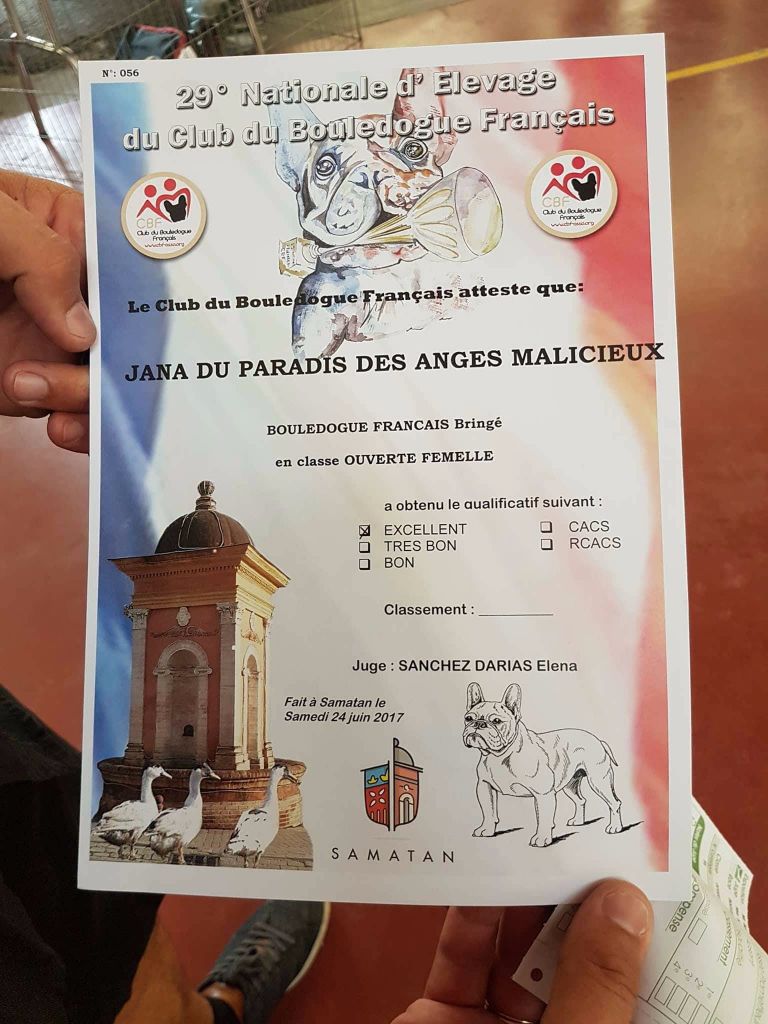 N°: 056
29° Nationale d' Elevage
du Club du Bouledogue Français
CBF
Club du Bouledogue
Français
CBF
Club du Bouledogue
Français
Le Club du Bouledogue Français atteste que:
JANA DU PARADIS DES ANGES MALICIEUX
BOULEDOGUE FRANCAIS Bringé
en classe OUVERTE FEMELLE
a obtenu le qualificatif suivant :
☒ EXCELLENT ❑ CACS
❑ TRES BON ❑ RCACS
❑ BON
Classement : _________
Juge : SANCHEZ DARIAS Elena
Fait à Samatan le
Samedi 24 juin 2017
SAMATAN